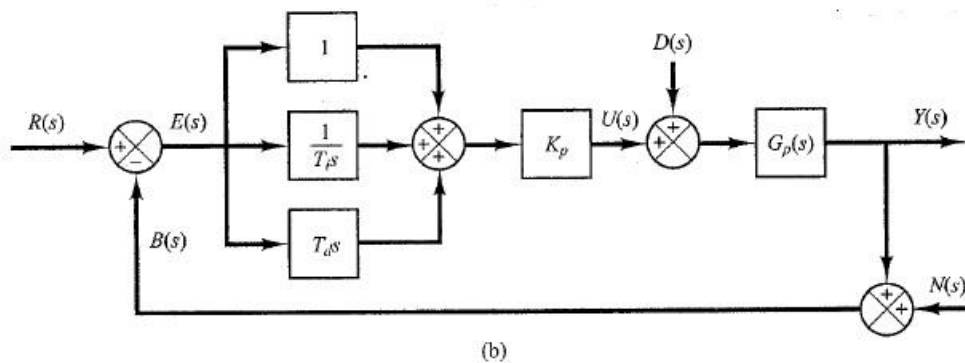 1
D(s)
R(s)
+
−
E(s)
1
T_i s
+
+
+
K_p
U(s)
+
+
G_p(s)
Y(s)
B(s)
T_d s
+
+
N(s)
(b)